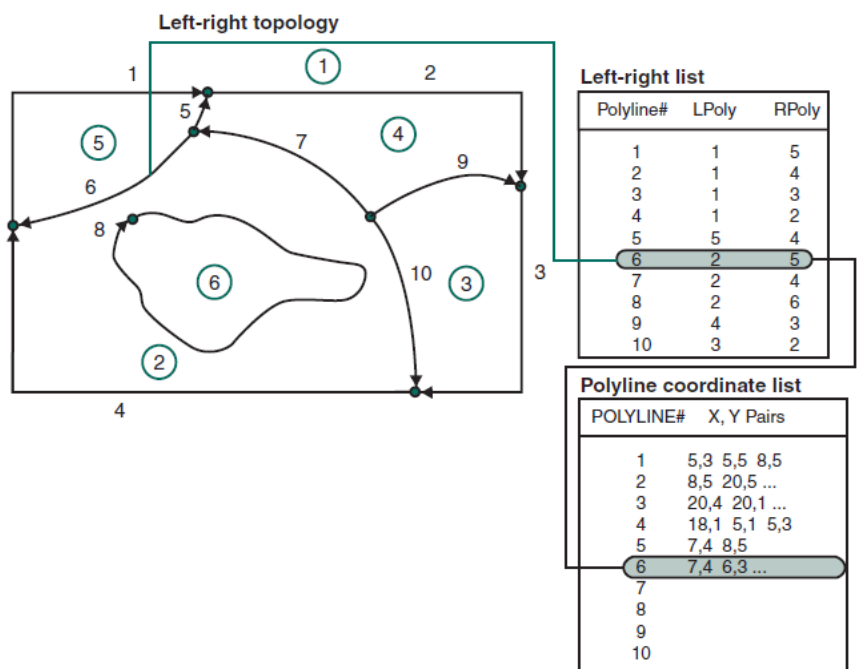 Left-right topology
1
1
2
5
5
4
7
9
6
8
6
10
3
3
2
4
Left-right list
Polyline# LPoly RPoly
1 1 5
2 1 4
3 1 3
4 1 2
5 5 4
6 2 5
7 2 4
8 2 6
9 4 3
10 3 2
Polyline coordinate list
POLYLINE# X, Y Pairs
1 5,3 5,5 8,5
2 8,5 20,5 ...
3 20,4 20,1 ...
4 18,1 5,1 5,3
5 7,4 8,5
6 7,4 6,3 ...
7
8
9
10